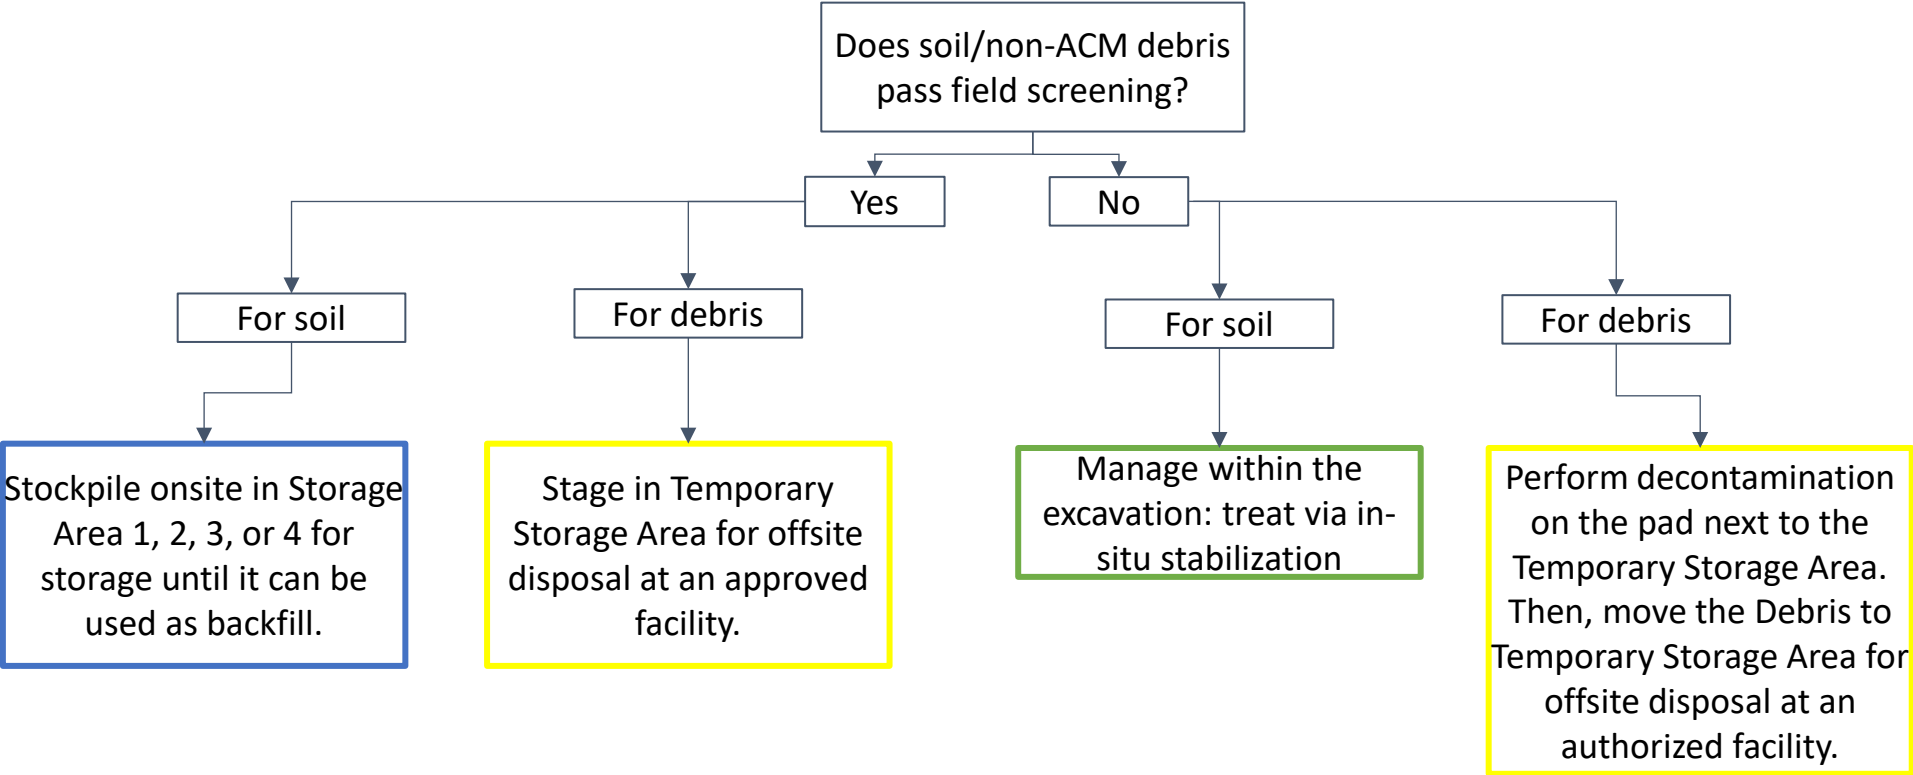 Does soil/non-ACM debris
pass field screening?
Yes
No
For soil
For debris
For soil
For debris
Stockpile onsite in Storage
Area 1, 2, 3, or 4 for
storage until it can be
used as backfill.
Stage in Temporary
Storage Area for offsite
disposal at an approved
facility.
Manage within the
excavation: treat via in-
situ stabilization
Perform decontamination
on the pad next to the
Temporary Storage Area.
Then, move the Debris to
Temporary Storage Area for
offsite disposal at an
authorized facility.